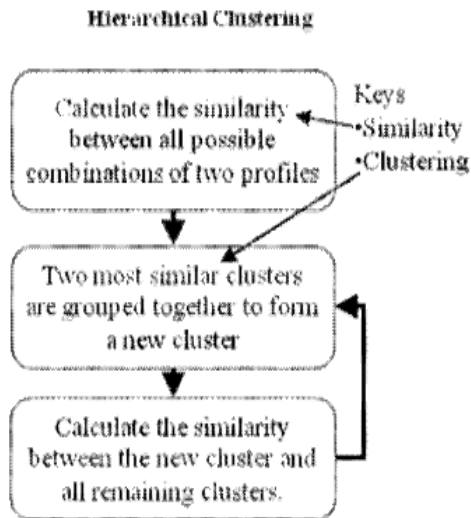 Hierarchical Clustering
Calculate the similarity
between all possible
combinations of two profiles
Keys
•Similarity
•Clustering
Two most similar clusters
are grouped together to form
a new cluster
Calculate the similarity
between the new cluster and
all remaining clusters.